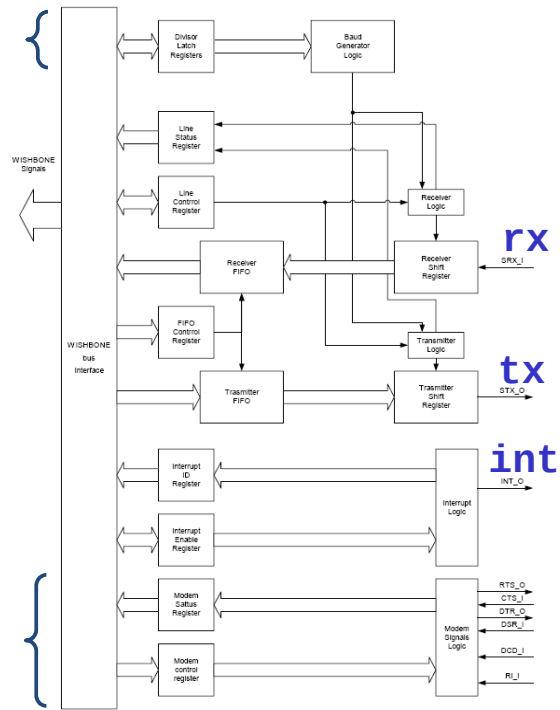 Divisor
Latch
Registers
Baud
Generator
Logic
Line
Status
Register
WISHBONE
Signals
Line
Contrrol
Register
Receiver
Logic
rx
Receiver
FIFO
Receiver
Shift
Register
SRX_I
FIFO
Contrrol
Register
WISHBONE
bus
interface
Transmitter
Logic
tx
Trasmitter
FIFO
Trasmitter
Shift
Register
STX_O
int
Interrupt
ID
Register
INT_O
Interrupt
Logic
Interrupt
Enable
Register
Modem
Sattus
Register
RTS_O
CTS_I
DTR_O
DSR_I
Modem
Signals
Logic
DCD_I
Modem
control
register
RI_I